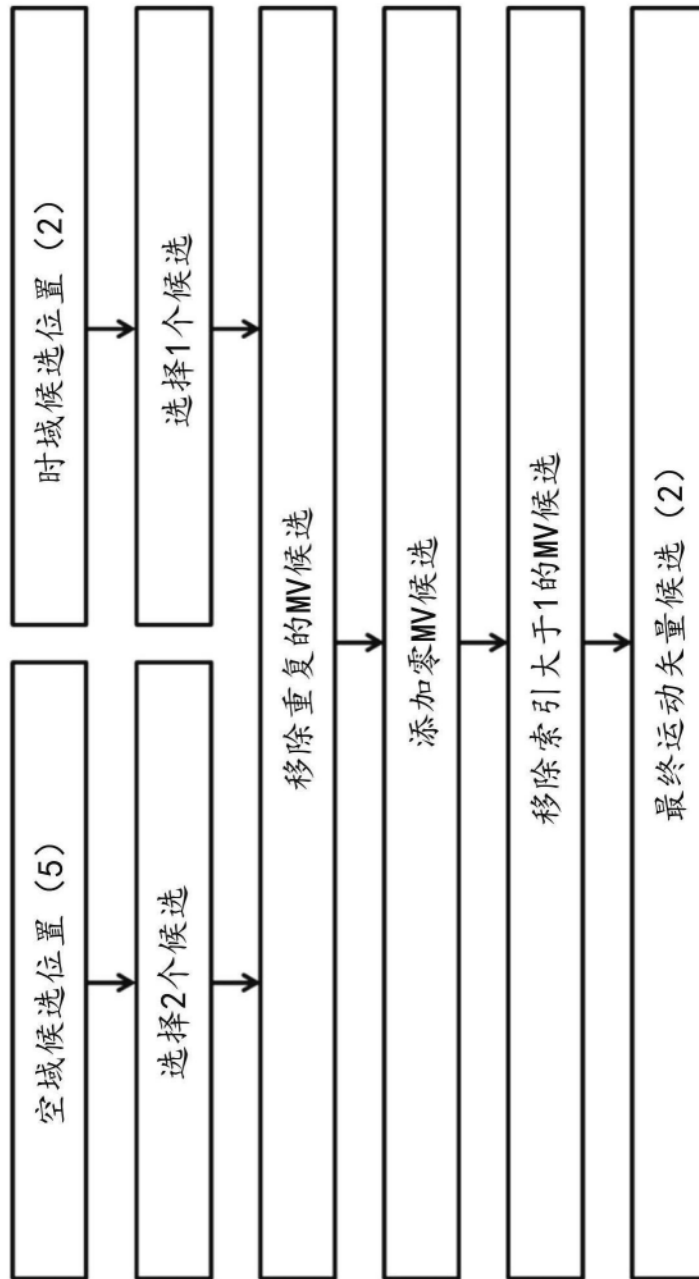 空域候选位置（5）
时域候选位置（2）
选择2个候选
选择1个候选
移除重复的MV候选
添加零MV候选
移除索引大于1的MV候选
最终运动矢量候选（2）